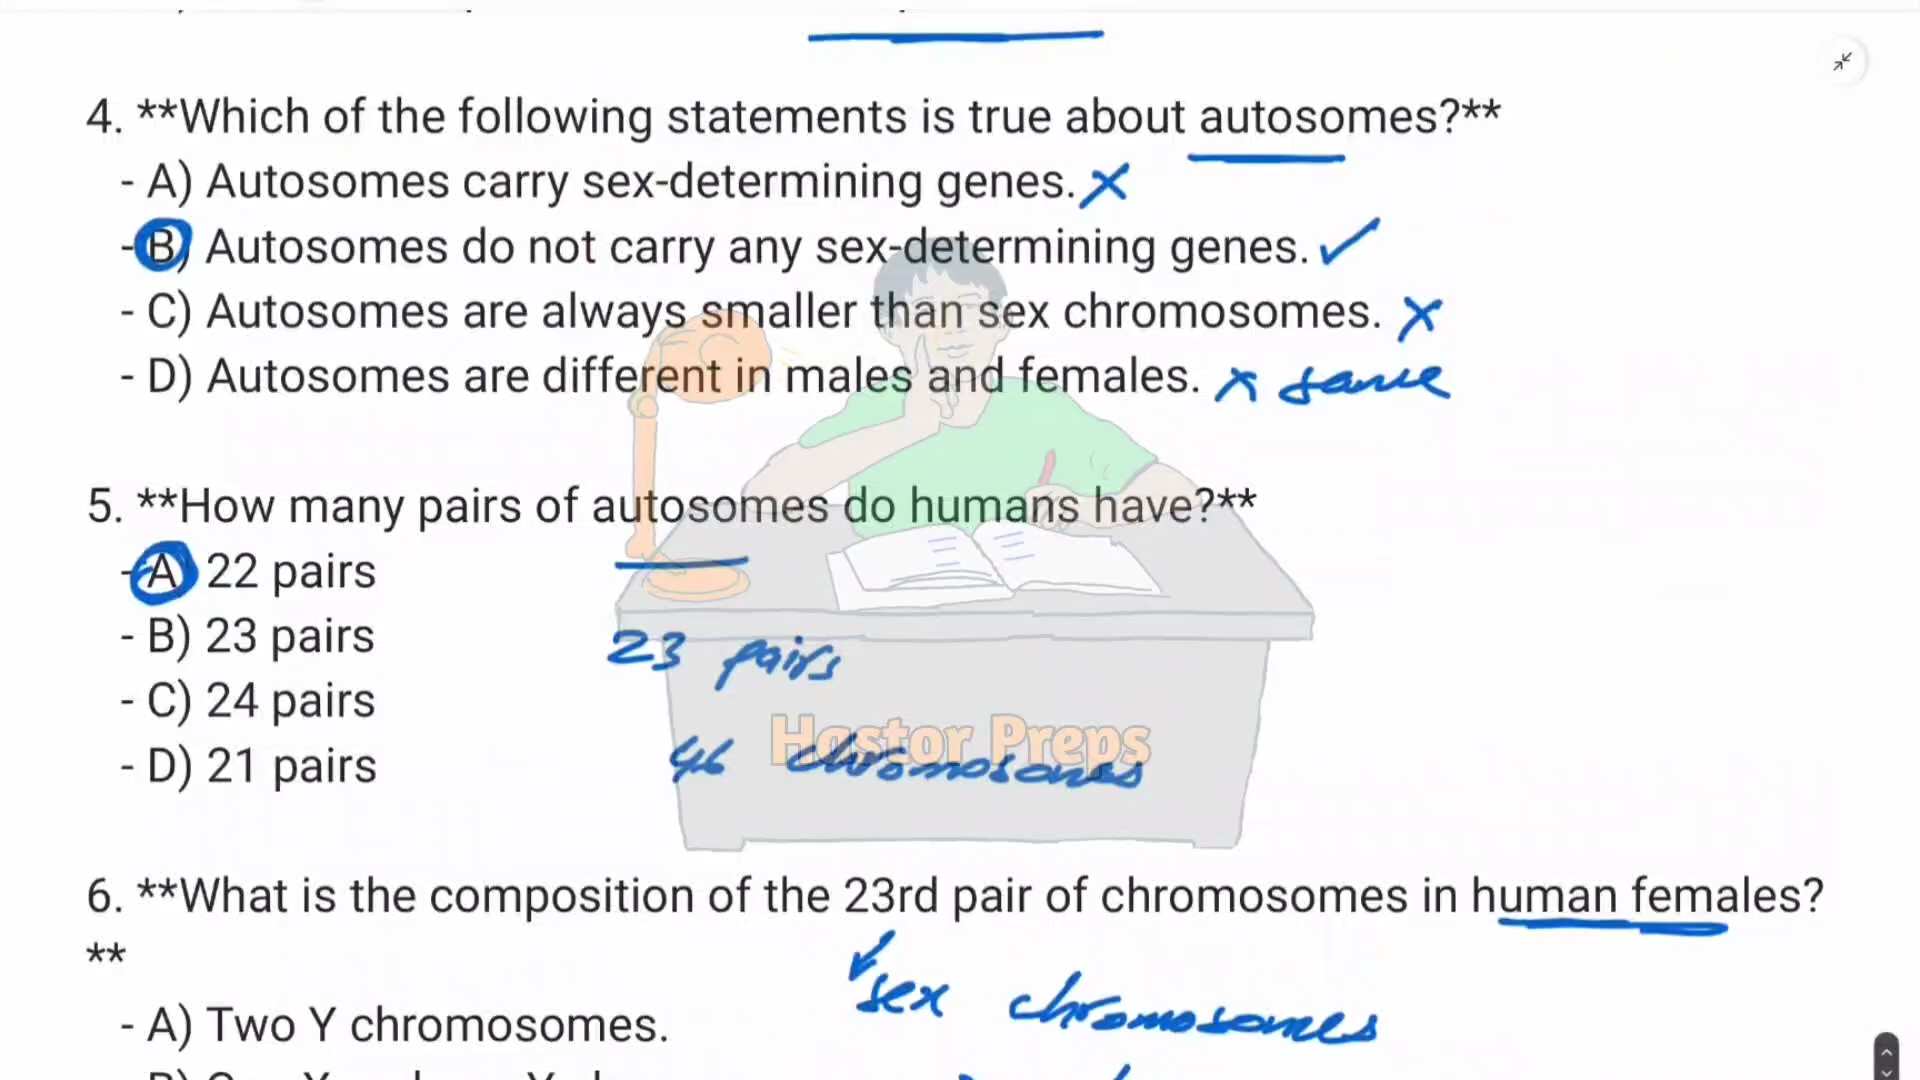 4. **Which of the following statements is true about autosomes?**
- A) Autosomes carry sex-determining genes.
- B) Autosomes do not carry any sex-determining genes.
- C) Autosomes are always smaller than sex chromosomes.
- D) Autosomes are different in males and females. same
5. **How many pairs of autosomes do humans have?**
- A) 22 pairs
- B) 23 pairs
23 pairs
- C) 24 pairs
- D) 21 pairs
Hastor Preps
46 chromosomes
6. **What is the composition of the 23rd pair of chromosomes in human females?
**
sex chromosomes
- A) Two Y chromosomes.